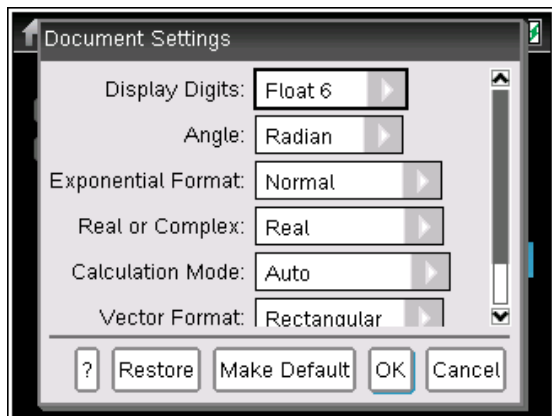 Document Settings
Display Digits: Float 6
Angle: Radian
Exponential Format: Normal
Real or Complex: Real
Calculation Mode: Auto
Vector Format: Rectangular
? Restore Make Default OK Cancel